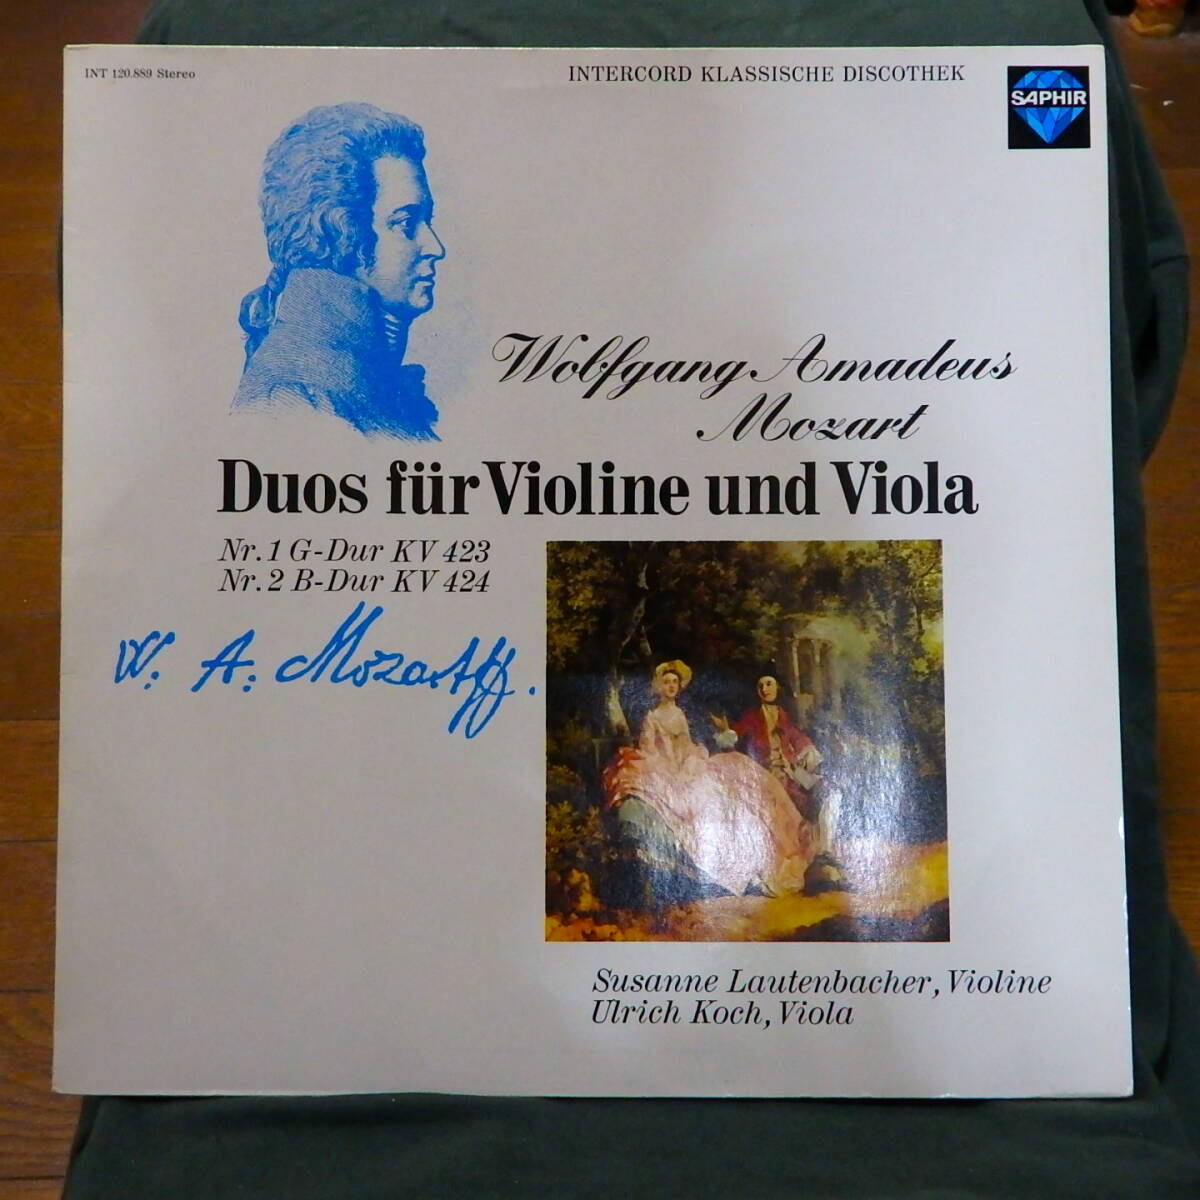 INT 120.889 Stereo
INTERCORD KLASSISCHE DISCOTHEK
SAPHIR
Wolfgang Amadeus
Mozart
Duos für Violine und Viola
Nr. 1 G-Dur KV 423
Nr. 2 B-Dur KV 424
W. A. Mozart
Susanne Lautenbacher, Violine
Ulrich Koch, Viola